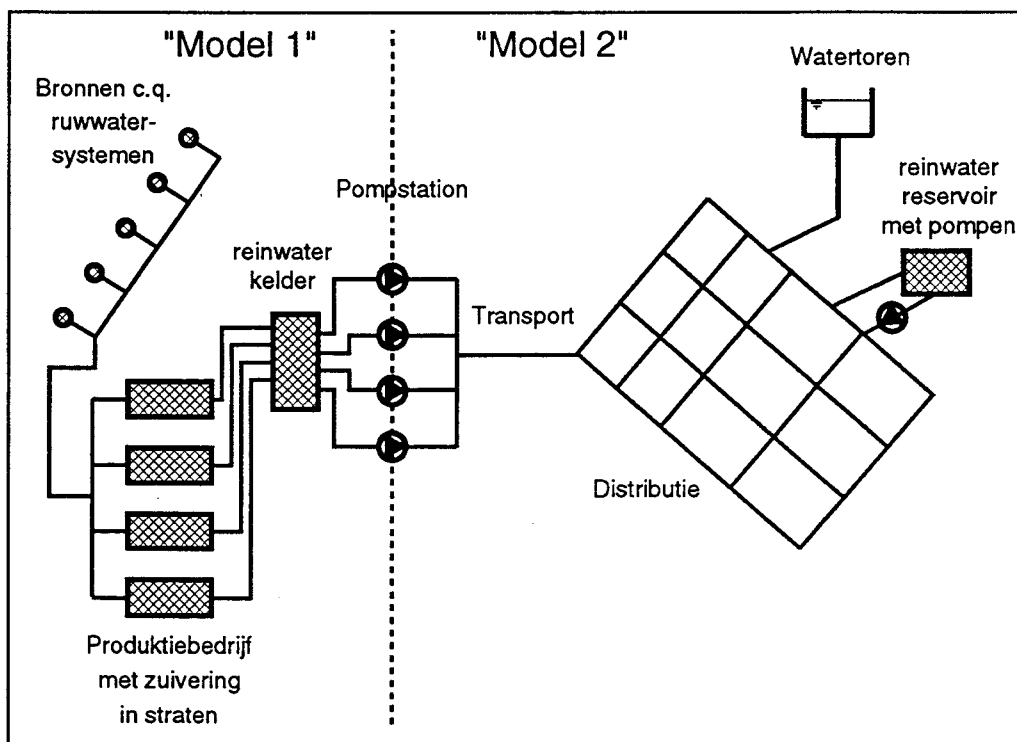 "Model 1"
"Model 2"
Bronnen c.q.
ruwwater-
systemen
Watertoren
reinwater
reservoir
met pompen
Pompstation
reinwater
kelder
Transport
Distributie
Produktiebedrijf
met zuivering
in straten